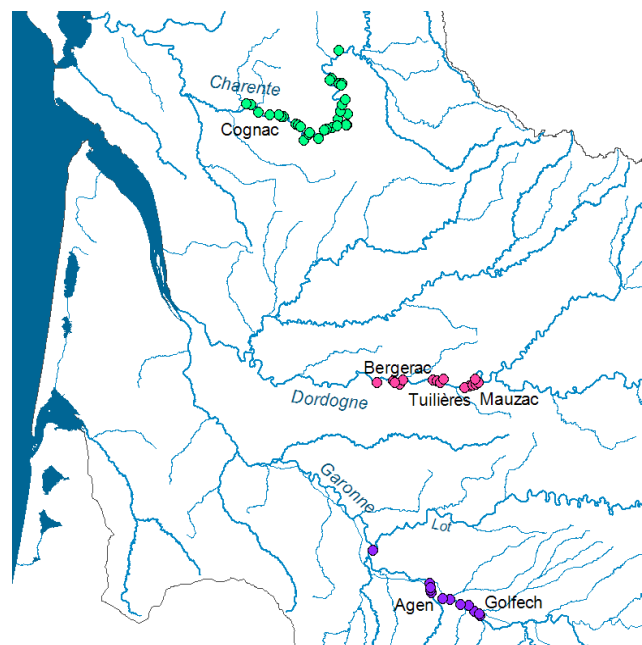 Charente
Cognac
Bergerac
Dordogne
Tuilières
Mauzac
Garonne
Lot
Agen
Golfech